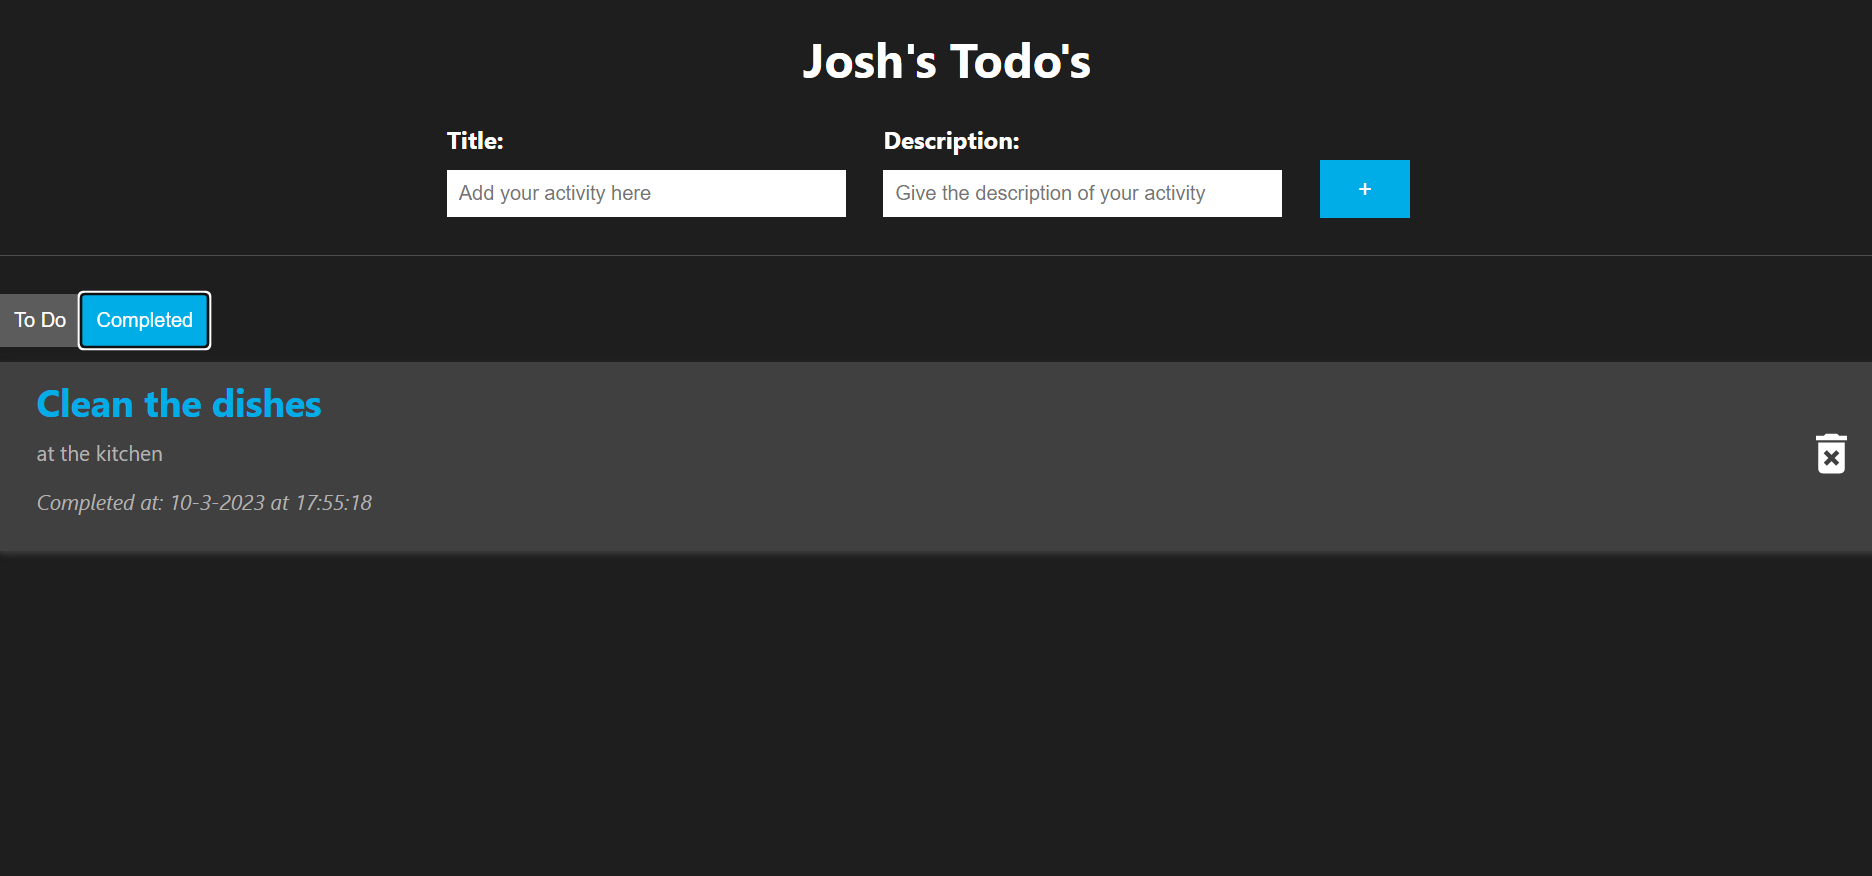 Josh's Todo's
Title:
Description:
Add your activity here
Give the description of your activity
+
To Do
Completed
Clean the dishes
at the kitchen
Completed at: 10-3-2023 at 17:55:18